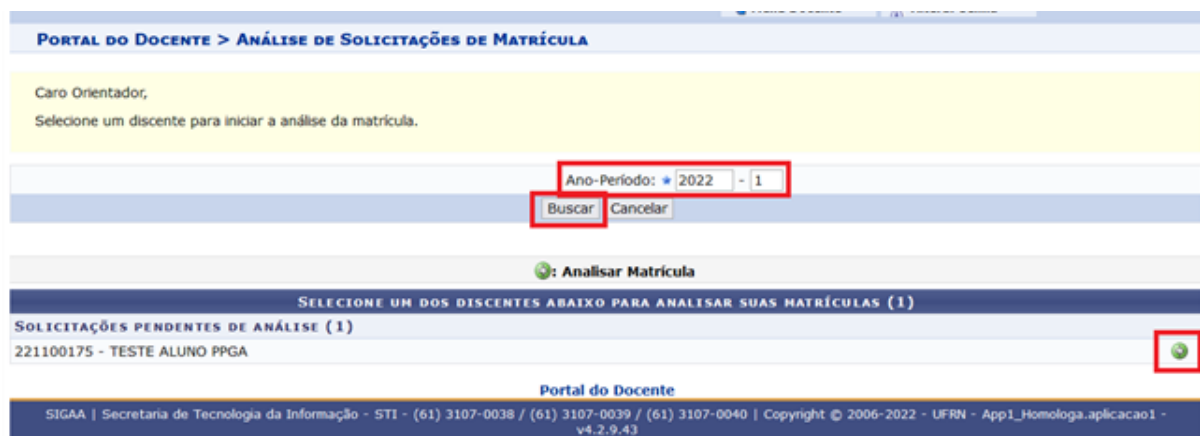 PORTAL DO DOCENTE > ANÁLISE DE SOLICITAÇÕES DE MATRÍCULA
Caro Orientador,
Selecione um discente para iniciar a análise da matrícula.
Ano-Período: ★ 2022 - 1
Buscar Cancelar
: Analisar Matrícula
SELECIONE UM DOS DISCENTES ABAIXO PARA ANALISAR SUAS MATRÍCULAS (1)
SOLICITAÇÕES PENDENTES DE ANÁLISE (1)
221100175 - TESTE ALUNO PPGA
Portal do Docente
SIGAA | Secretaria de Tecnologia da Informação - STI - (61) 3107-0038 / (61) 3107-0039 / (61) 3107-0040 | Copyright © 2006-2022 - UFRN - App1_Homologa.aplicacao1 -
v4.2.9.43